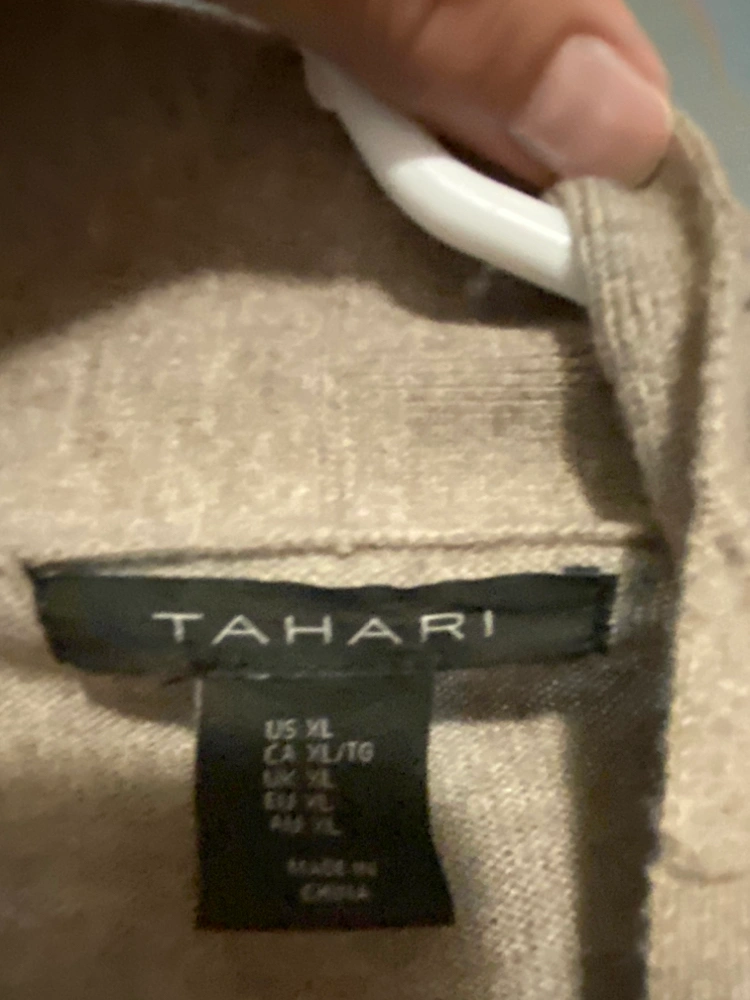 TAHARI
US XL
CA XL/TG
UK XL
EU XL
AU XL
MADE IN
CHINA